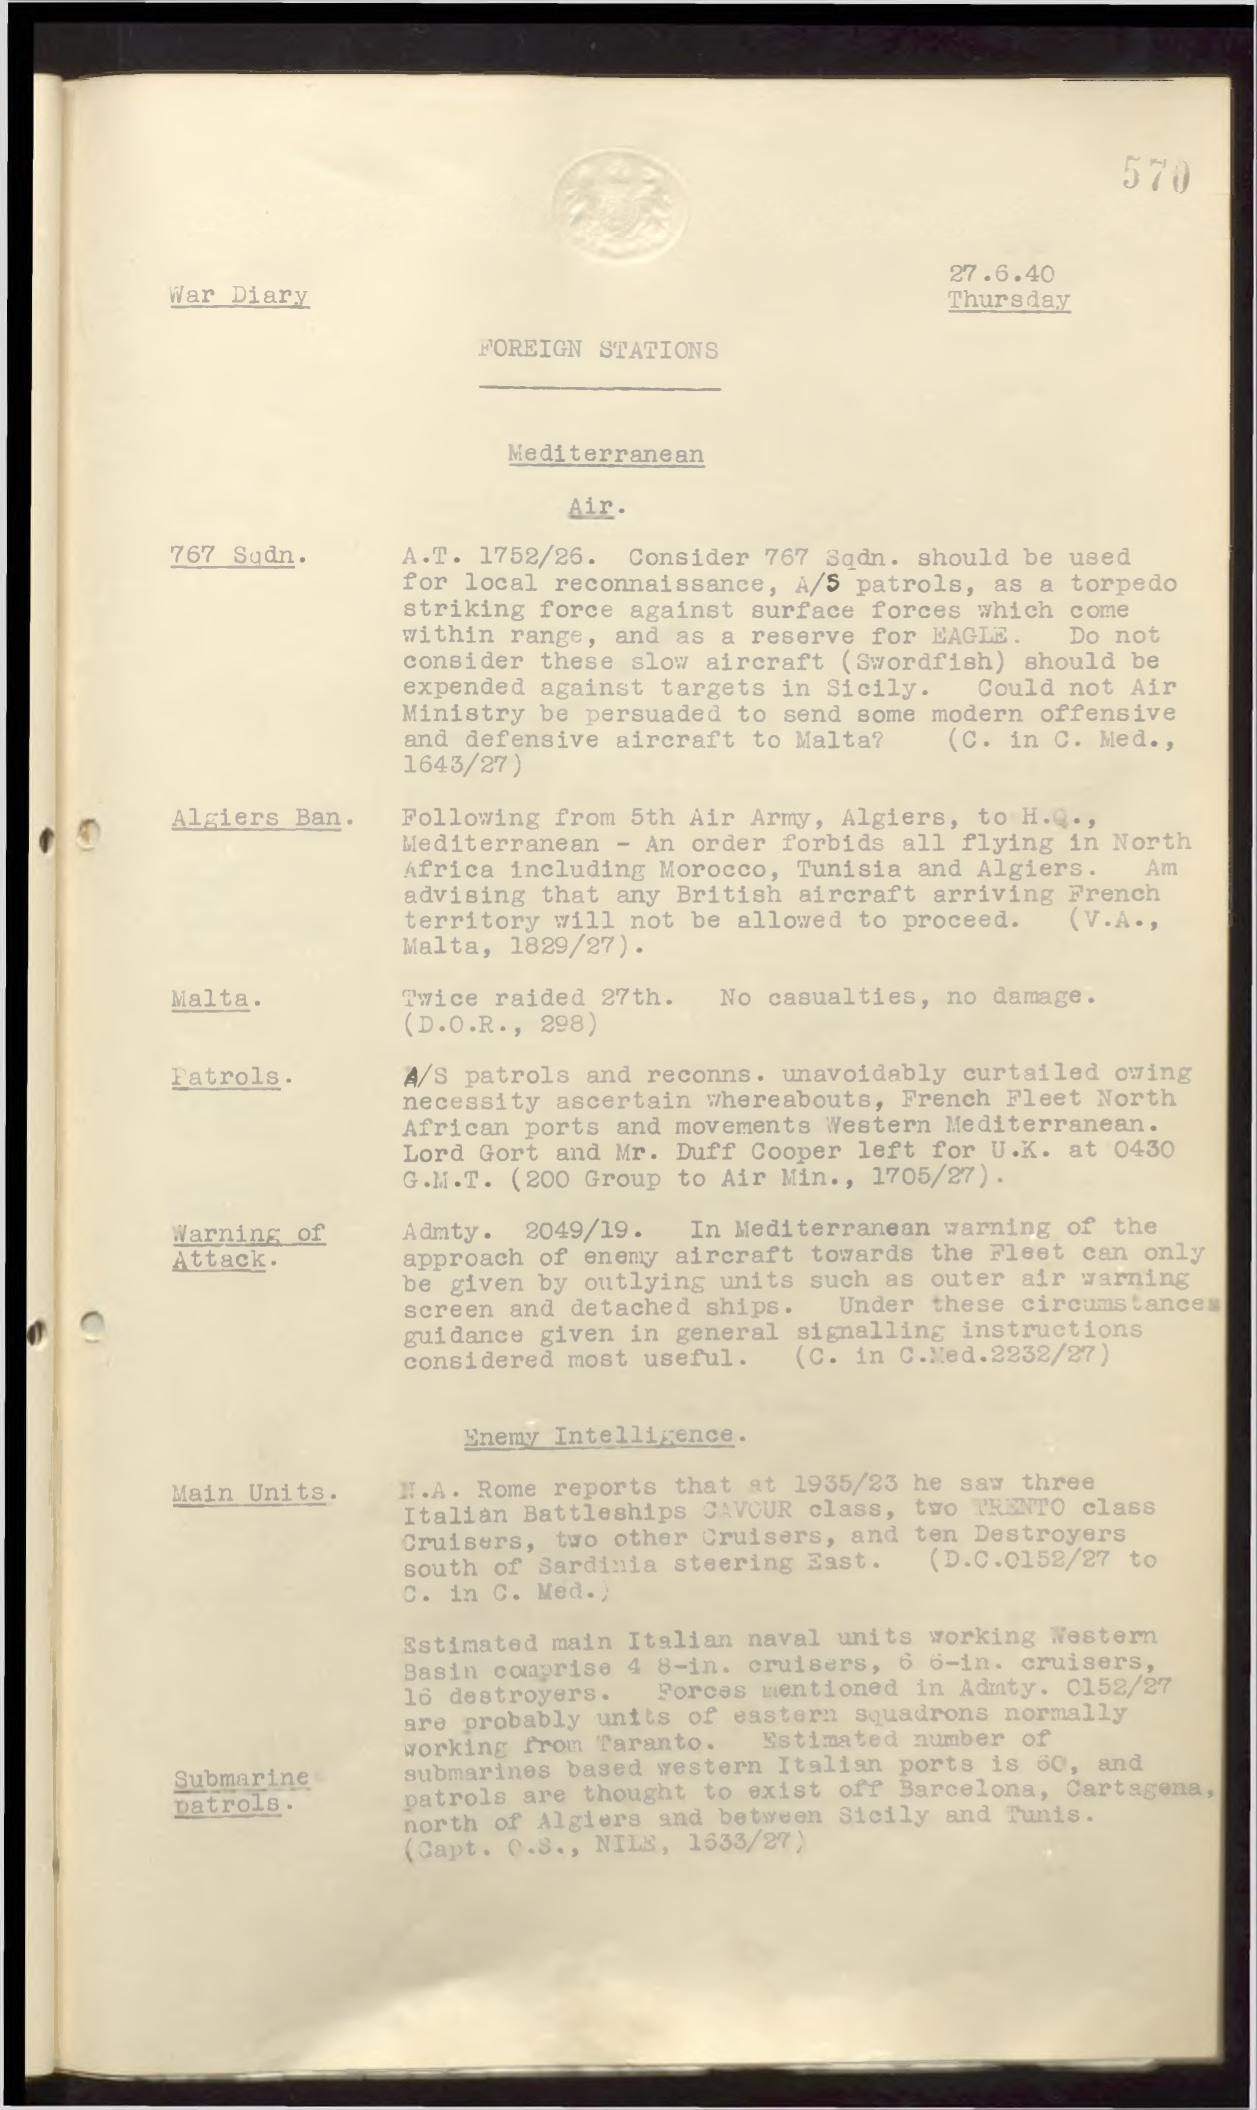 570
27.6.40
War Diary
Thursday
FOREIGN STATIONS
Mediterranean
Air.
767 Sqdn.
A.T. 1752/26. Consider 767 Sqdn. should be used
for local reconnaissance, A/S patrols, as a torpedo
striking force against surface forces which come
within range, and as a reserve for EAGLE. Do not
consider these slow aircraft (Swordfish) should be
expended against targets in Sicily. Could not Air
Ministry be persuaded to send some modern offensive
and defensive aircraft to Malta? (C. in C. Med.,
1643/27)
Algiers Ban.
Following from 5th Air Army, Algiers, to H.Q.,
Mediterranean - An order forbids all flying in North
Africa including Morocco, Tunisia and Algiers. Am
advising that any British aircraft arriving French
territory will not be allowed to proceed. (V.A.,
Malta, 1829/27).
Malta.
Twice raided 27th. No casualties, no damage.
(D.O.R., 298)
Patrols.
A/S patrols and reconns. unavoidably curtailed owing
necessity ascertain whereabouts, French Fleet North
African ports and movements Western Mediterranean.
Lord Gort and Mr. Duff Cooper left for U.K. at 0430
G.M.T. (200 Group to Air Min., 1705/27).
Warning of
Attack.
Admty. 2049/19. In Mediterranean warning of the
approach of enemy aircraft towards the Fleet can only
be given by outlying units such as outer air warning
screen and detached ships. Under these circumstances
guidance given in general signalling instructions
considered most useful. (C. in C.Med.2232/27)
Enemy Intelligence.
Main Units.
N.A. Rome reports that at 1935/23 he saw three
Italian Battleships CAVOUR class, two TRENTO class
Cruisers, two other Cruisers, and ten Destroyers
south of Sardinia steering East. (D.C.0152/27 to
C. in C. Med.)
Estimated main Italian naval units working Western
Basin comprise 4 8-in. cruisers, 6 6-in. cruisers,
16 destroyers. Forces mentioned in Admty. 0152/27
are probably units of eastern squadrons normally
working from Taranto. Estimated number of
Submarine
patrols.
submarines based western Italian ports is 60, and
patrols are thought to exist off Barcelona, Cartagena,
north of Algiers and between Sicily and Tunis.
(Capt. O.S., NILE, 1633/27)